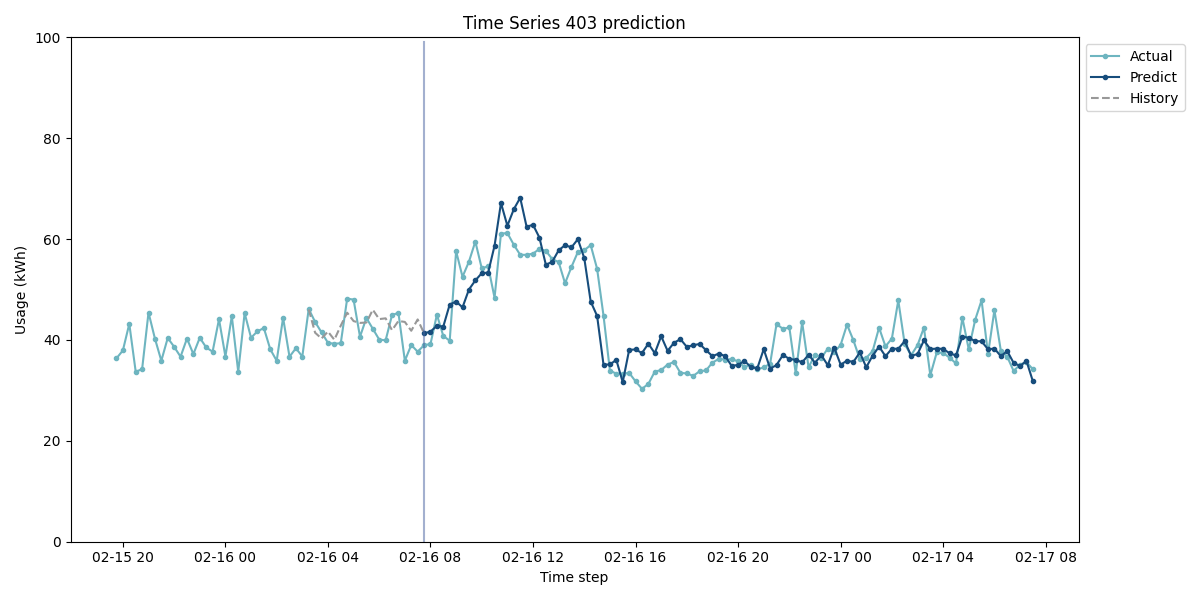 Time Series 403 prediction
100
80
60
40
20
0
Usage (kWh)
02-15 20
02-16 00
02-16 04
02-16 08
02-16 12
02-16 16
02-16 20
02-17 00
02-17 04
02-17 08
Time step
Actual
Predict
History